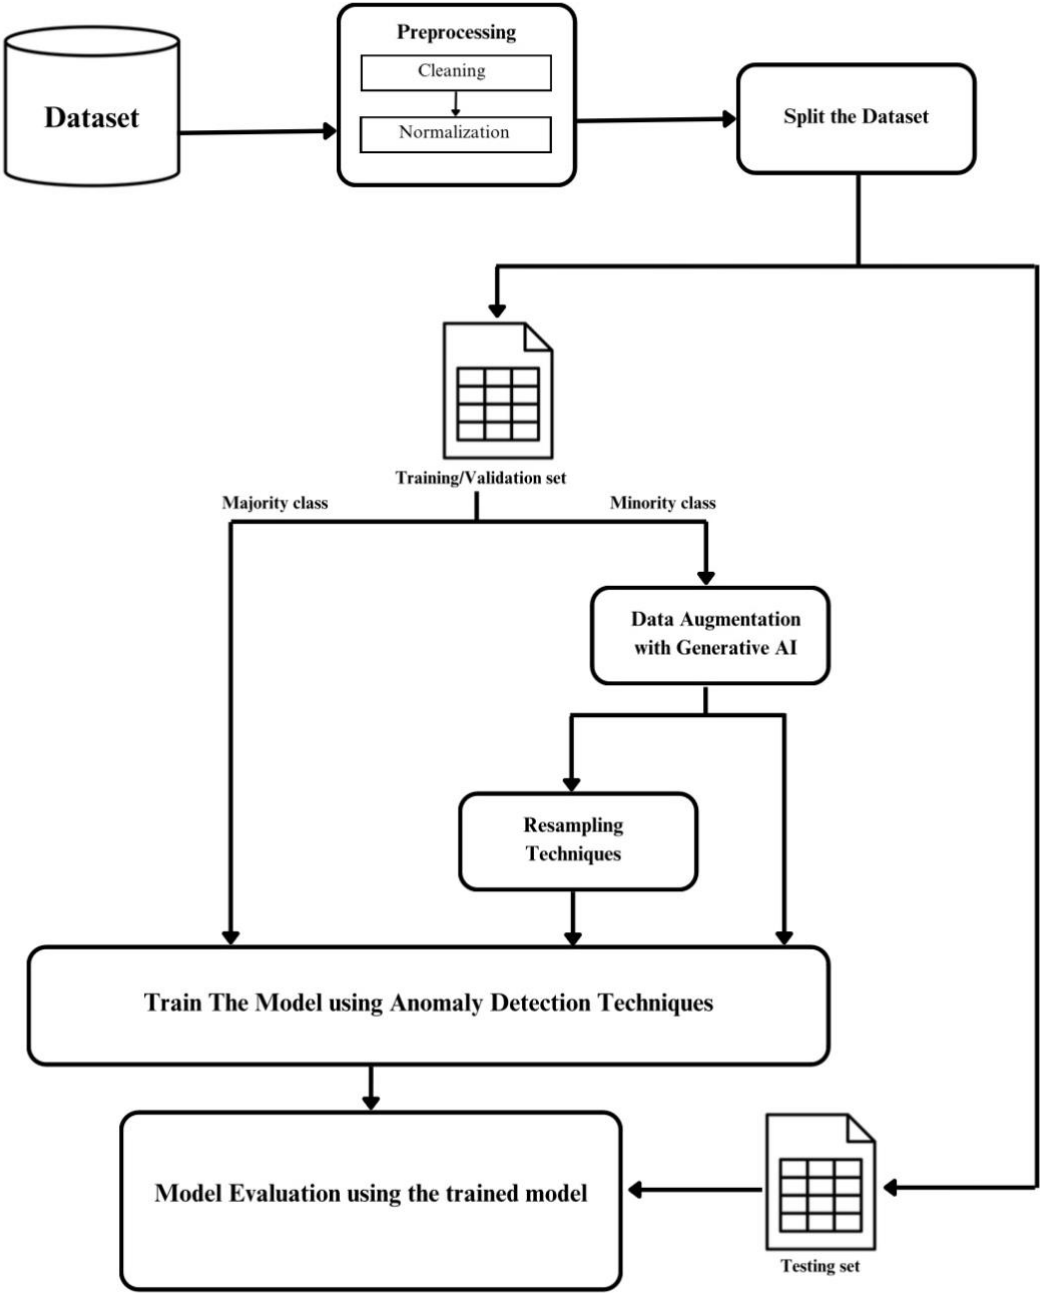 Dataset
Preprocessing
Cleaning
Normalization
Split the Dataset
Training/Validation set
Majority class
Minority class
Data Augmentation
with Generative AI
Resampling
Techniques
Train The Model using Anomaly Detection Techniques
Model Evaluation using the trained model
Testing set